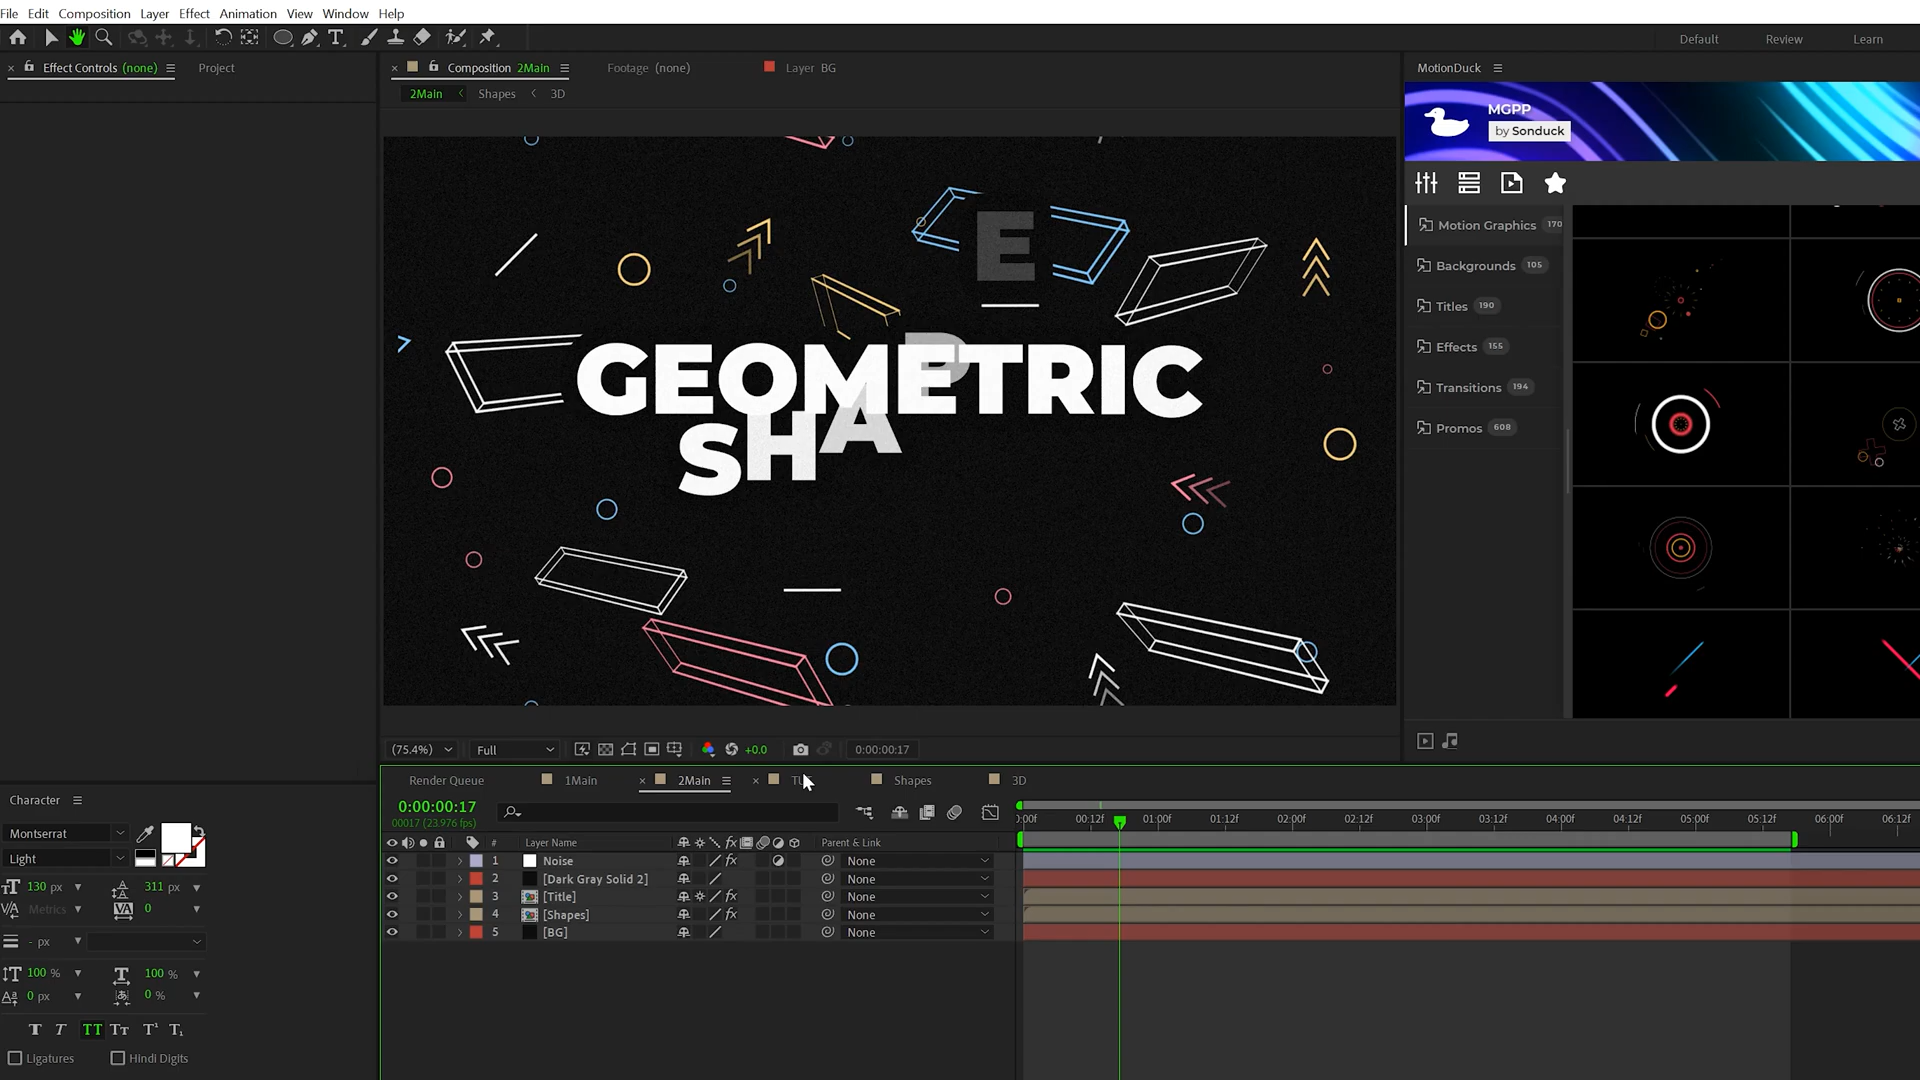 File Edit Composition Layer Effect Animation View Window Help
Default Review Learn
Effect Controls (none) Project
Composition 2Main Footage (none) Layer BG
2Main Shapes 3D
MotionDuck
MGPP
by Sonduck
Motion Graphics 170
Backgrounds 105
Titles 190
Effects 155
Transitions 194
Promos 608
E
P
GEOMETRIC
SHA
(75.4%) Full +0.0 0:00:00:17
Render Queue 1Main 2Main Shapes 3D
0:00:00:17
00017 (23.976 fps)
00:12f 01:00f 01:12f 02:00f 02:12f 03:00f 03:12f 04:00f 04:12f 05:00f 05:12f 06:00f 06:12f
# Layer Name Parent & Link
1 Noise None
2 [Dark Gray Solid 2] None
3 [Title] None
4 [Shapes] None
5 [BG] None
Character
Montserrat
Light
130 px 311 px
Metrics 0
- px
100 % 100 %
0 px 0 %
T T TT Tt T¹ T₁
Ligatures Hindi Digits